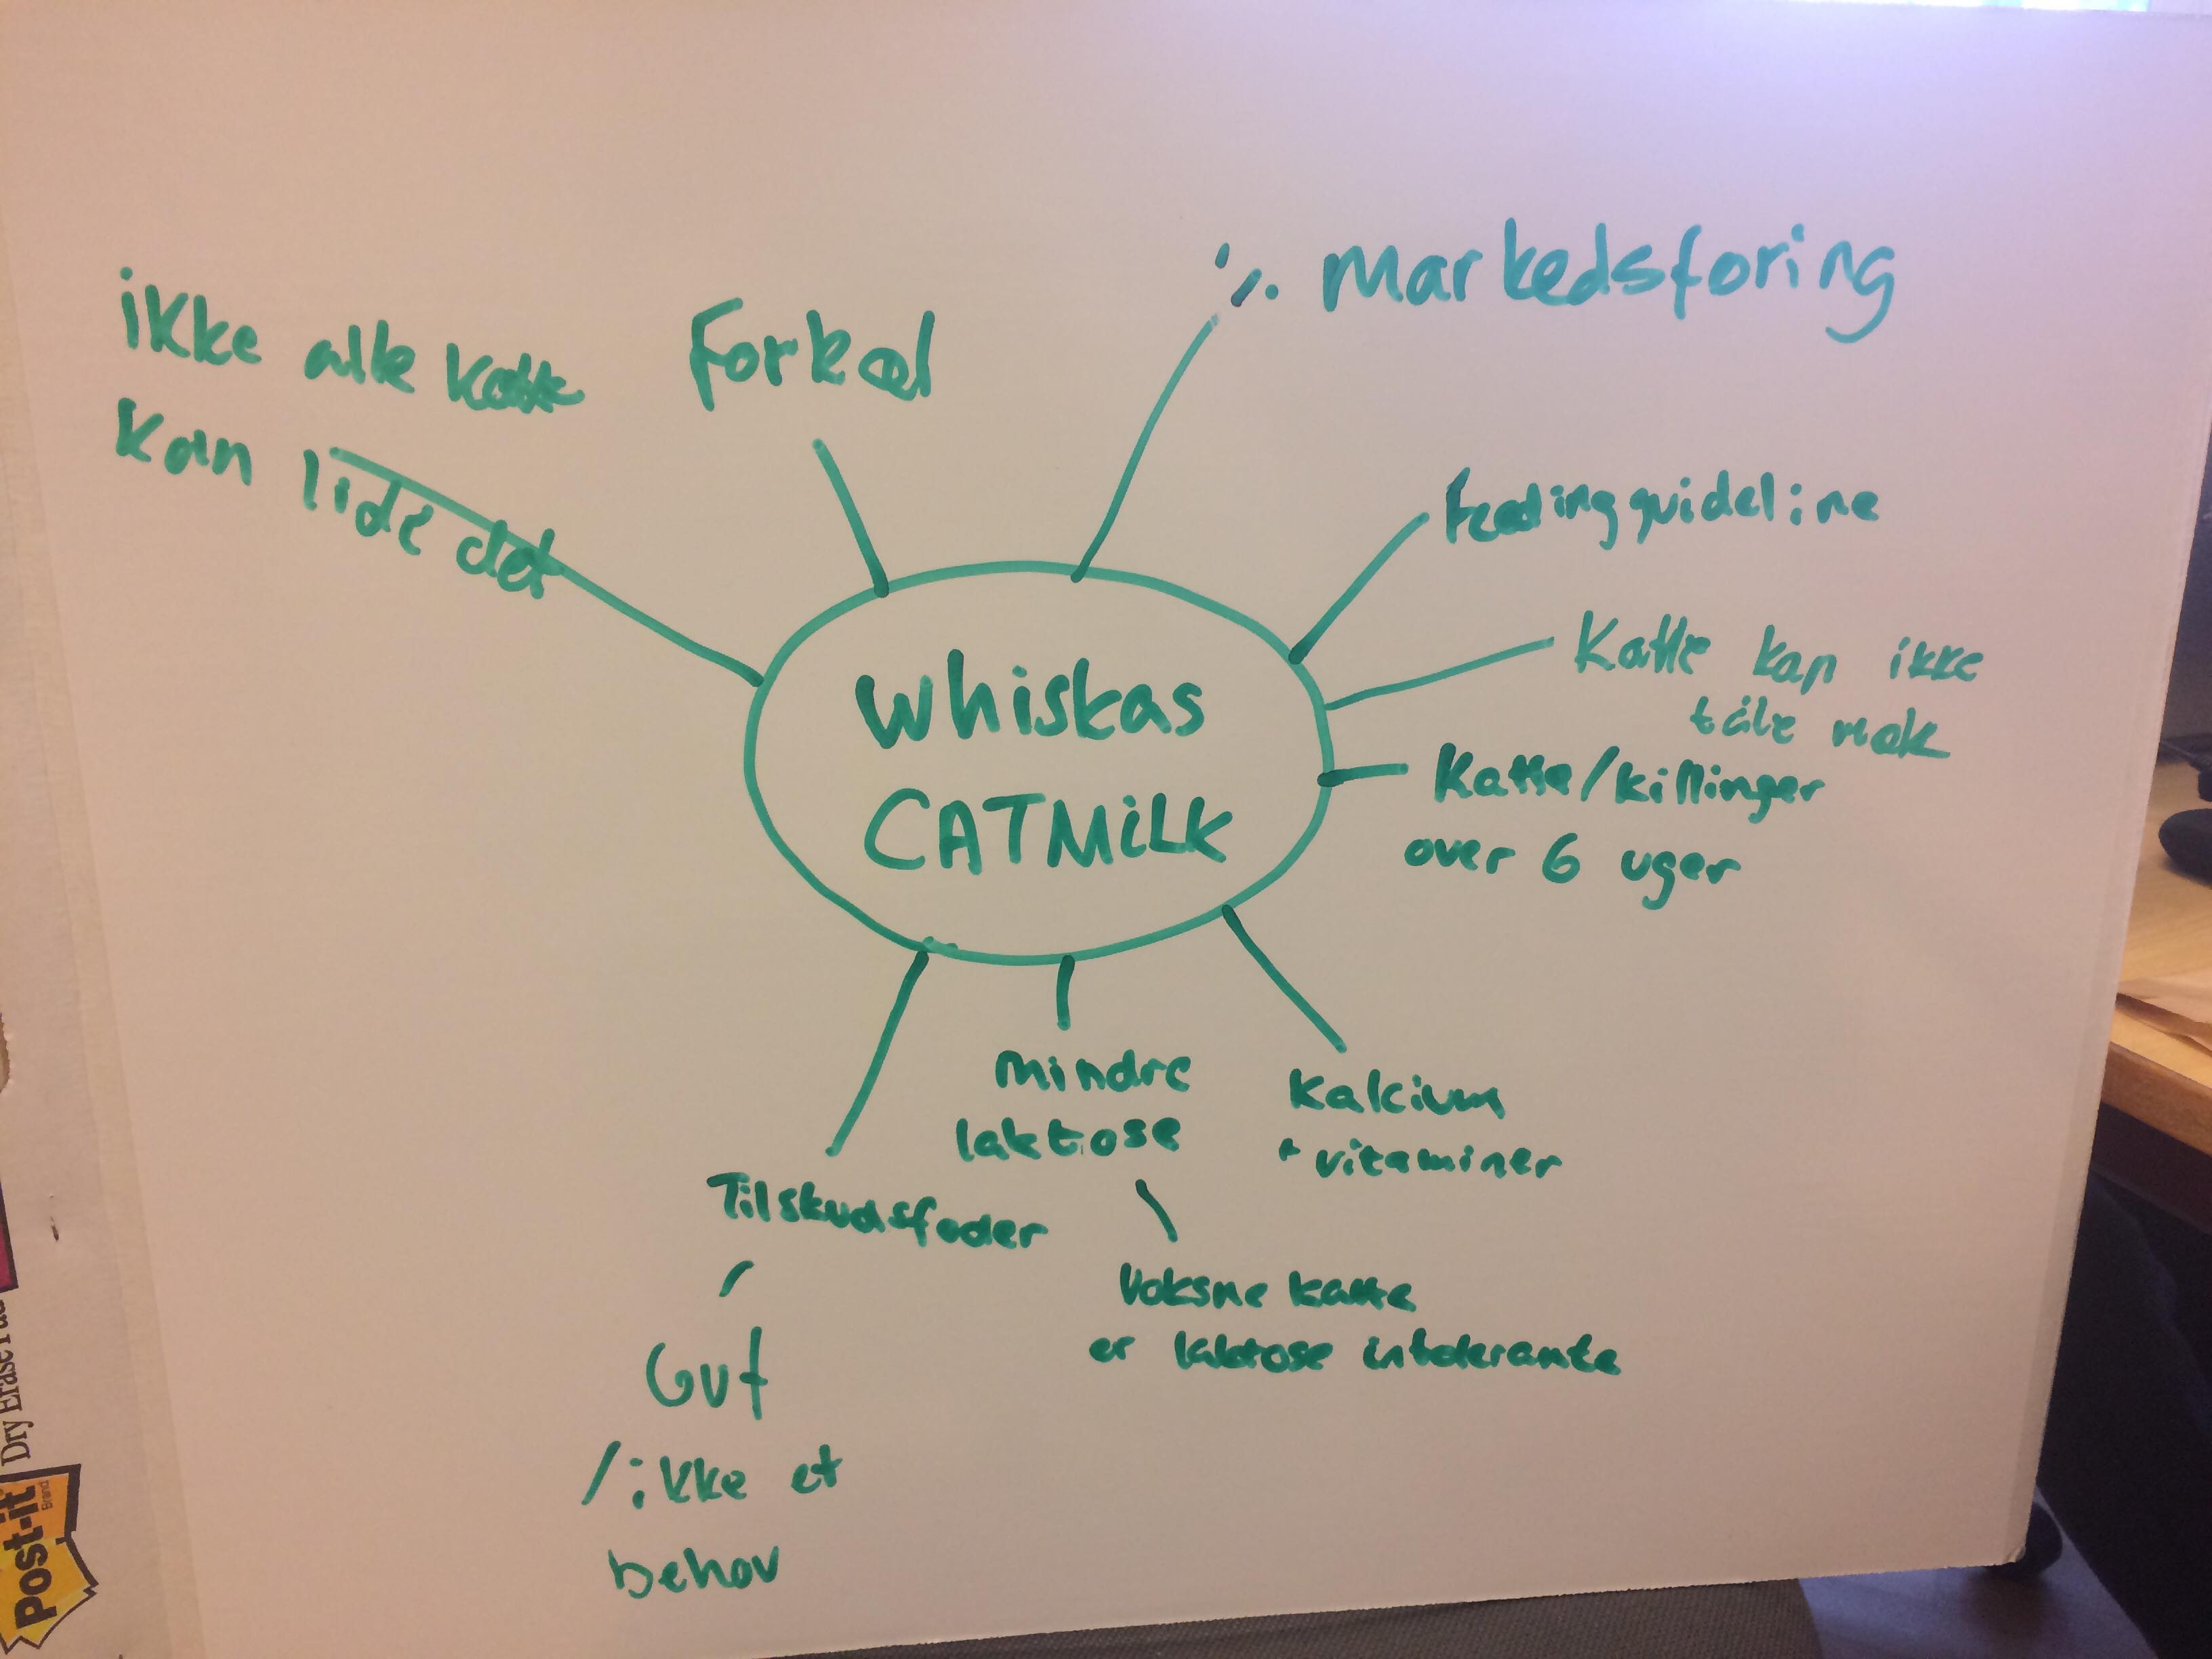 ikke alle katte
kan lide det
Forkæl
·/. Markedsforing
Feedingguideline
Katte kan ikke
tåle mælk
Katte/killinger
over 6 uger
Whiskas
CATMiLK
Kalcium
+ vitaminer
mindre
laktose
Voksne katte
er laktose intolerante
Tilskudsfoder
Guf
/ikke et
behov
Dry Erase
Post-it
Brand